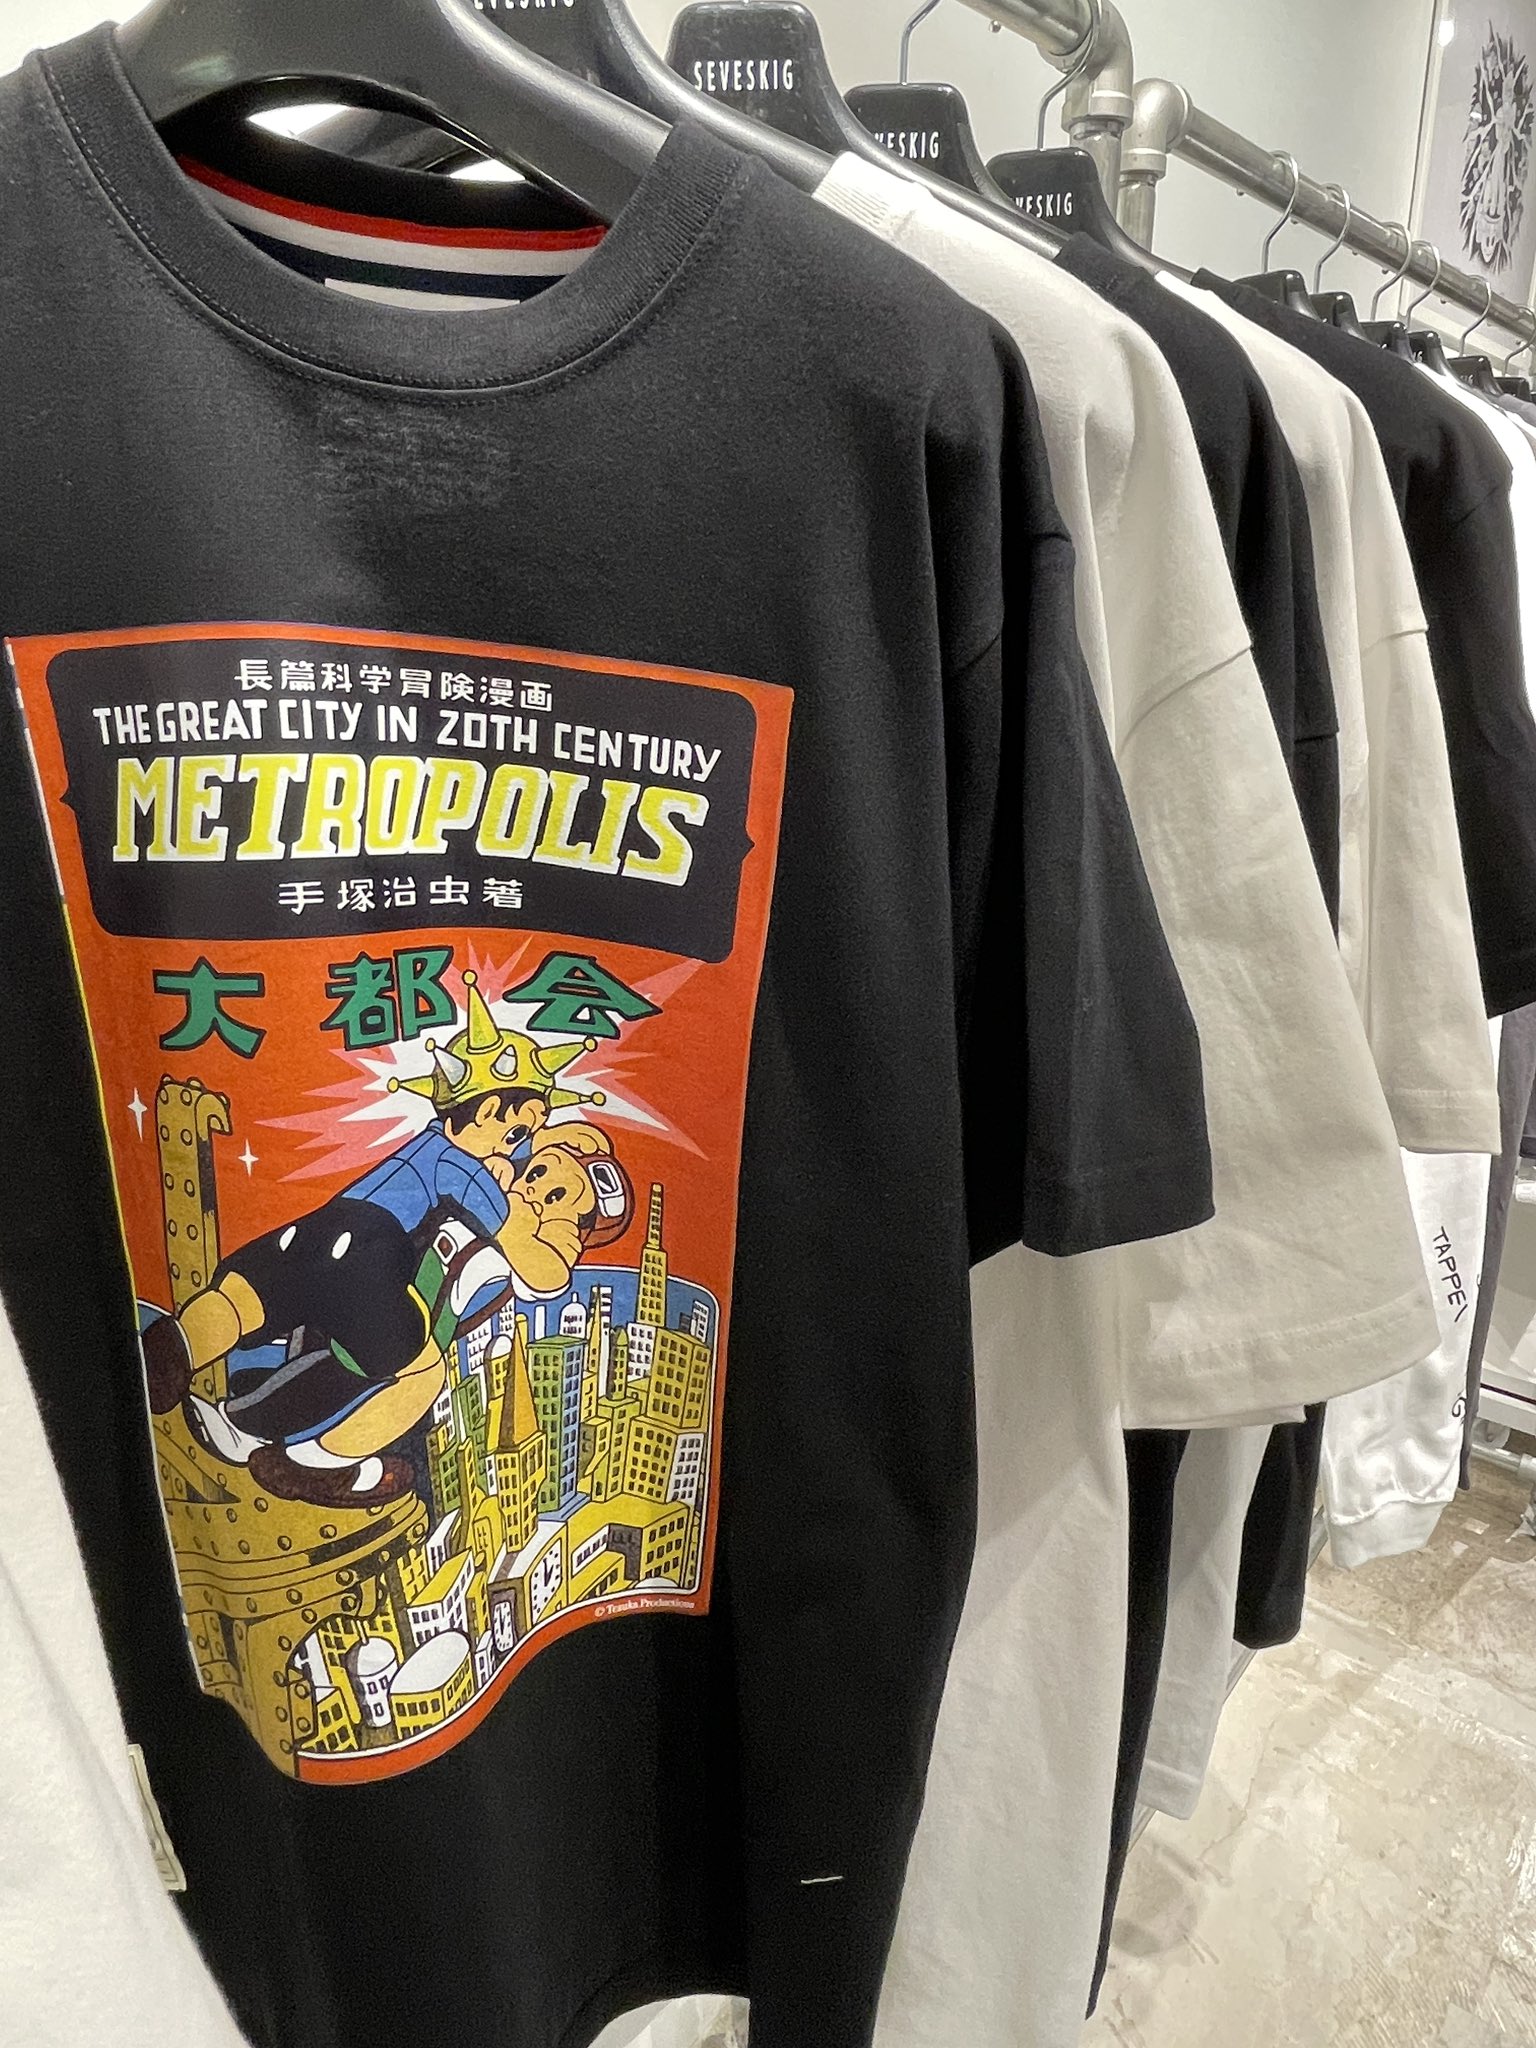 SEVESKIG
SEVESKIG
SEVESKIG
長篇科学冒険漫画
THE GREAT CITY IN 20TH CENTURY
METROPOLIS
手塚治虫著
大都会
© Tezuka Productions